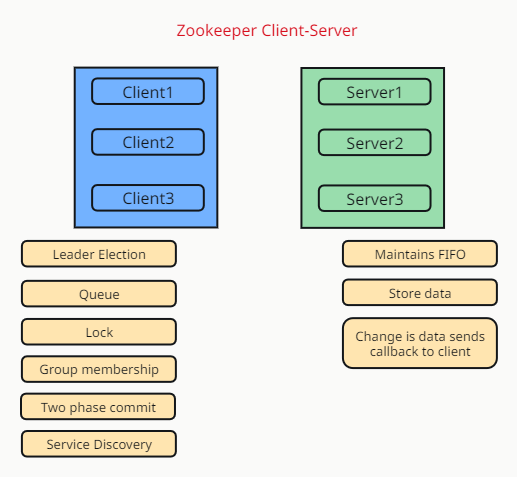 Zookeeper Client-Server
Client1
Client2
Client3
Server1
Server2
Server3
Leader Election
Queue
Lock
Group membership
Two phase commit
Service Discovery
Maintains FIFO
Store data
Change is data sends
callback to client